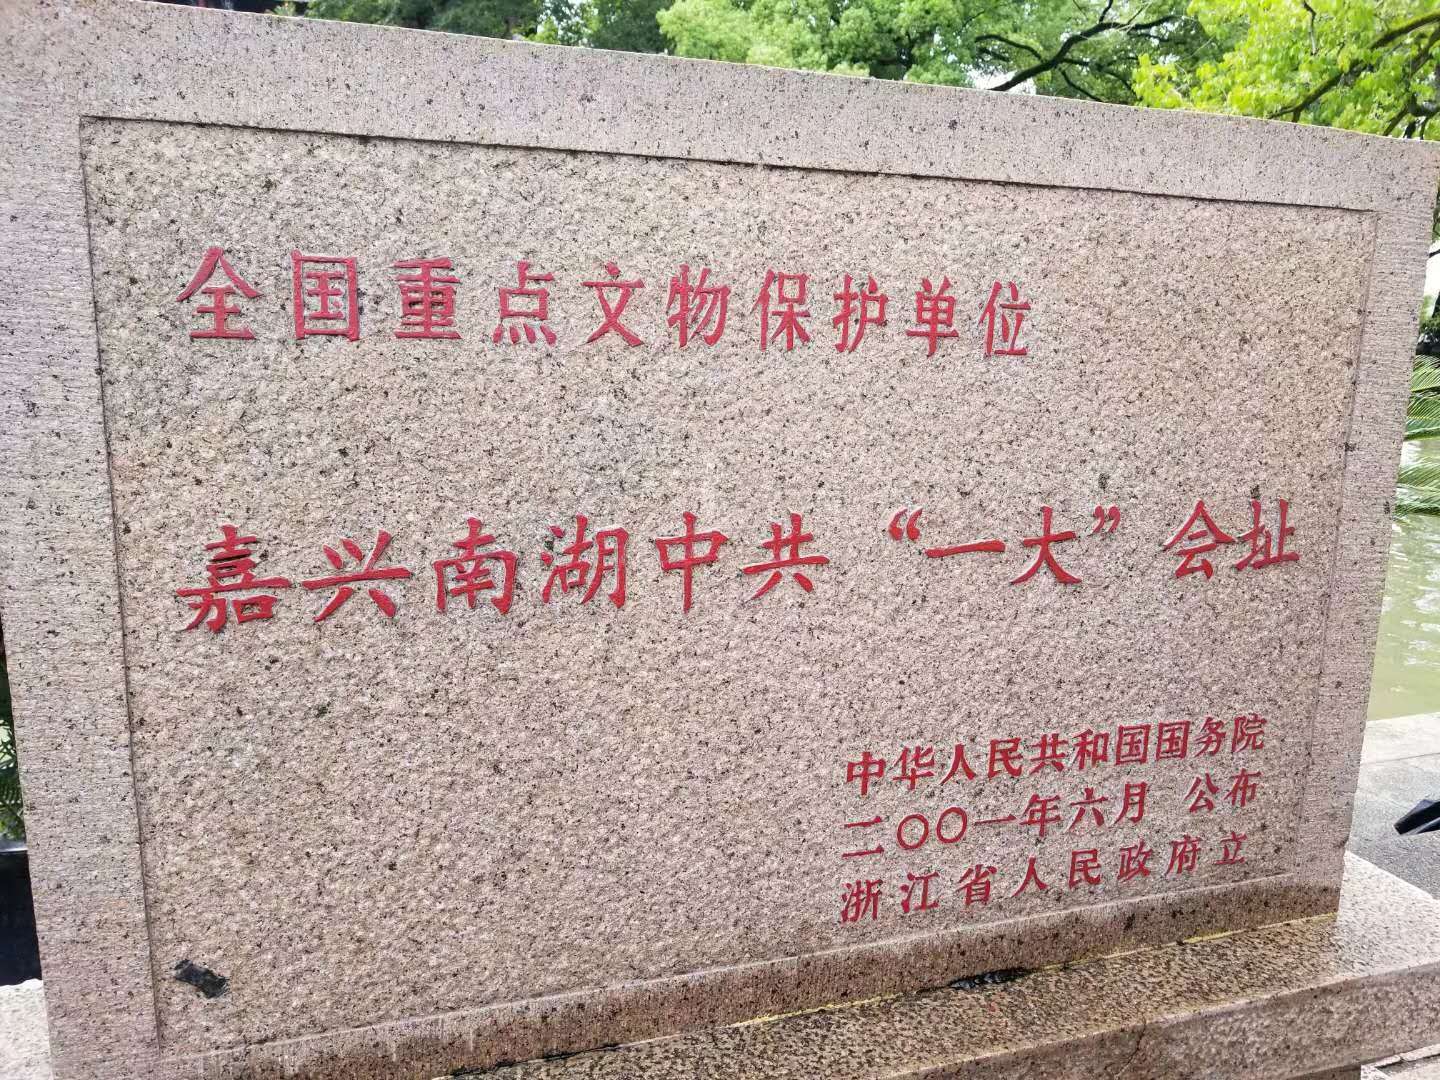 全国重点文物保护单位
嘉兴南湖中共“一大”会址
中华人民共和国国务院
二〇〇一年六月 公布
浙江省人民政府立